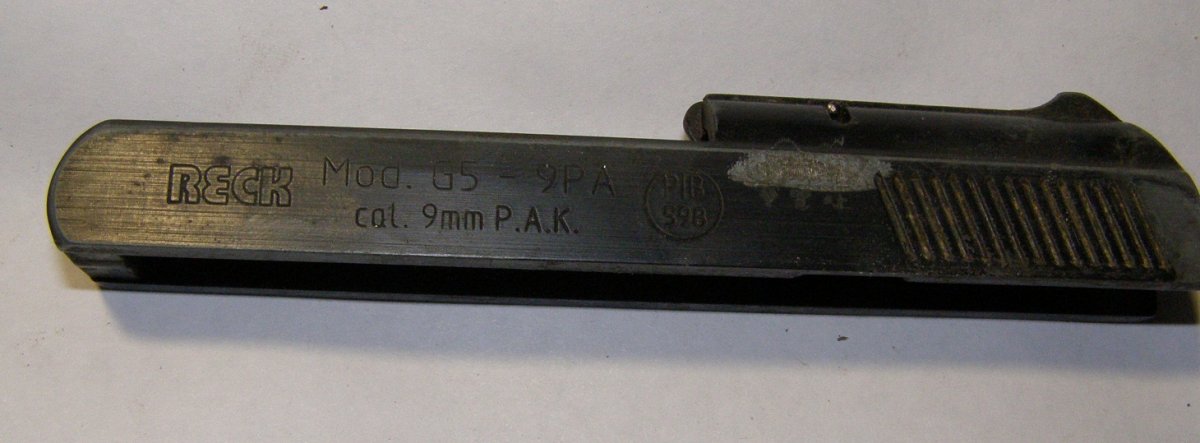 RECK
Mod. G5 - 9PA
cal. 9mm P.A.K.
PTB
598